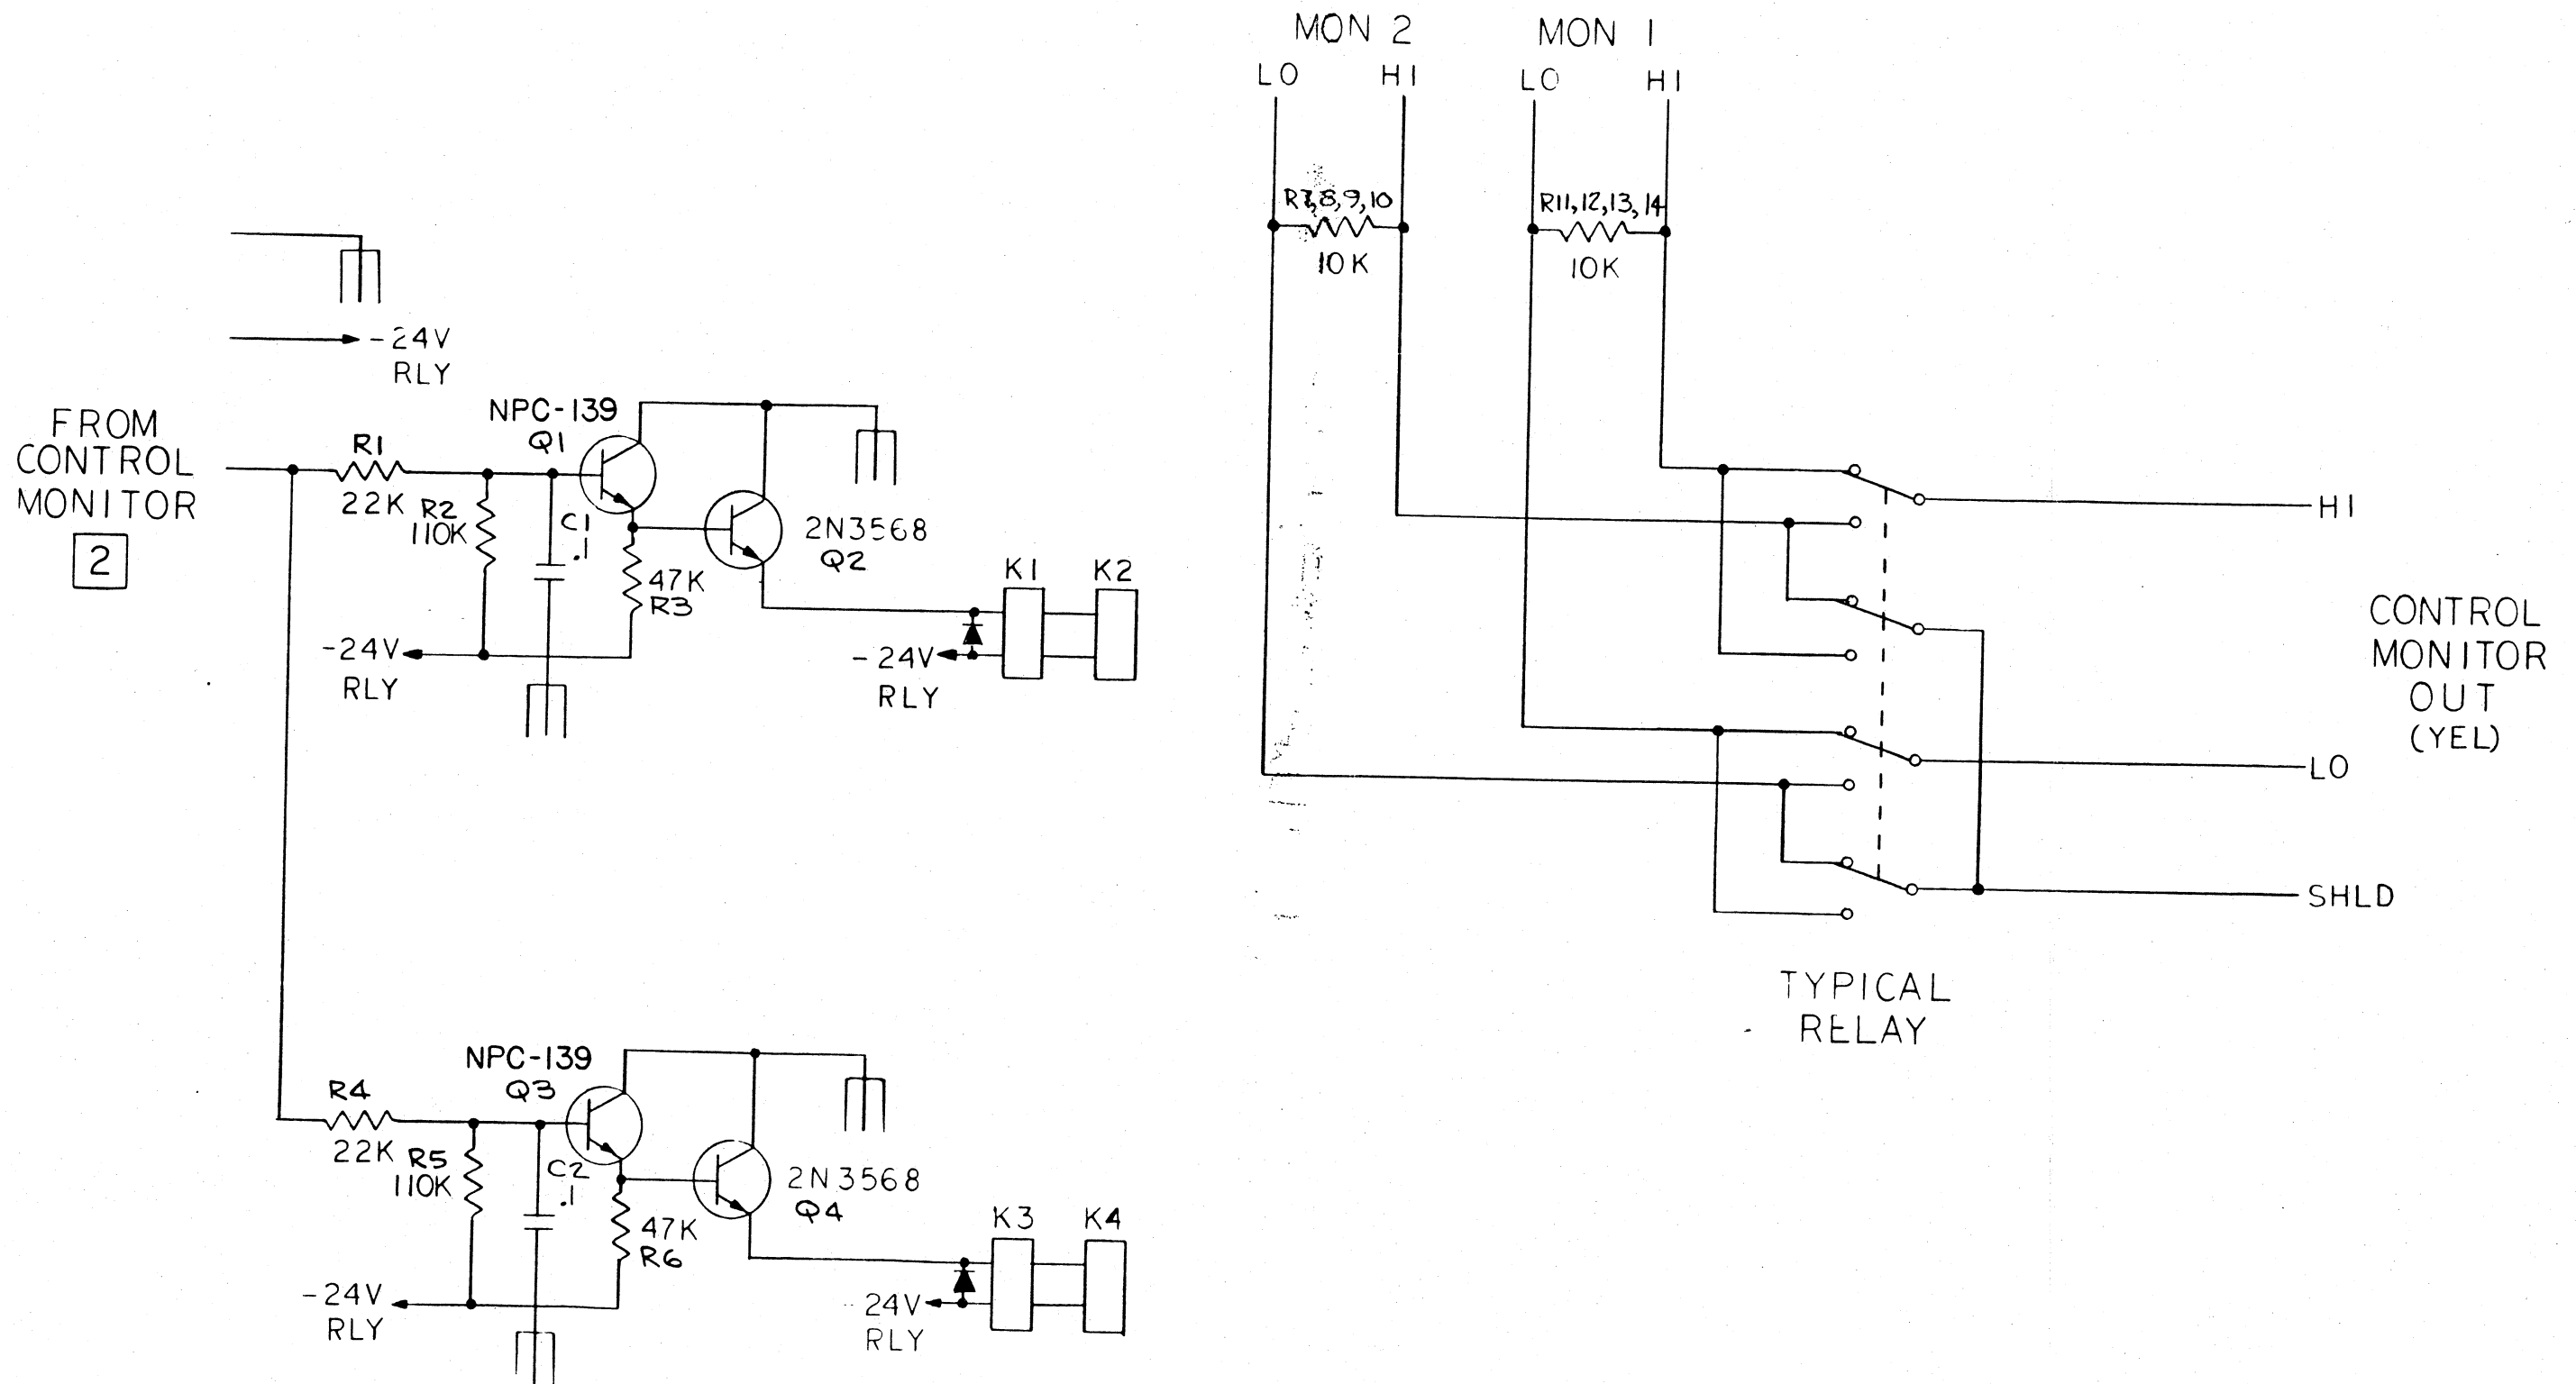 MON 2
MON 1
LO
HI
LO
HI
R7,8,9,10
10K
R11,12,13,14
10K
-24V
RLY
FROM
CONTROL
MONITOR
2
R1
22K
R2
110K
C1
.1
NPC-139
Q1
2N3568
Q2
47K
R3
-24V
RLY
-24V
RLY
K1
K2
HI
CONTROL
MONITOR
OUT
(YEL)
LO
SHLD
TYPICAL
RELAY
R4
22K
R5
110K
C2
.1
NPC-139
Q3
2N3568
Q4
47K
R6
-24V
RLY
24V
RLY
K3
K4